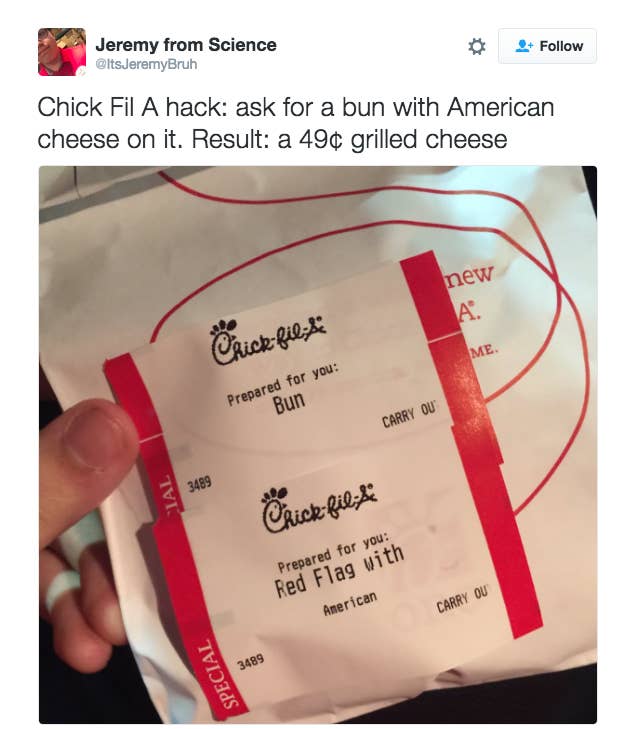 Jeremy from Science
@ItsJeremyBruh
Follow
Chick Fil A hack: ask for a bun with American
cheese on it. Result: a 49¢ grilled cheese
new
A.
ME.
Chick-fil-A
Prepared for you:
Bun
CARRY OU
IAL
3489
Chick-fil-A
Prepared for you:
Red Flag with
American
CARRY OU
SPECIAL
3489